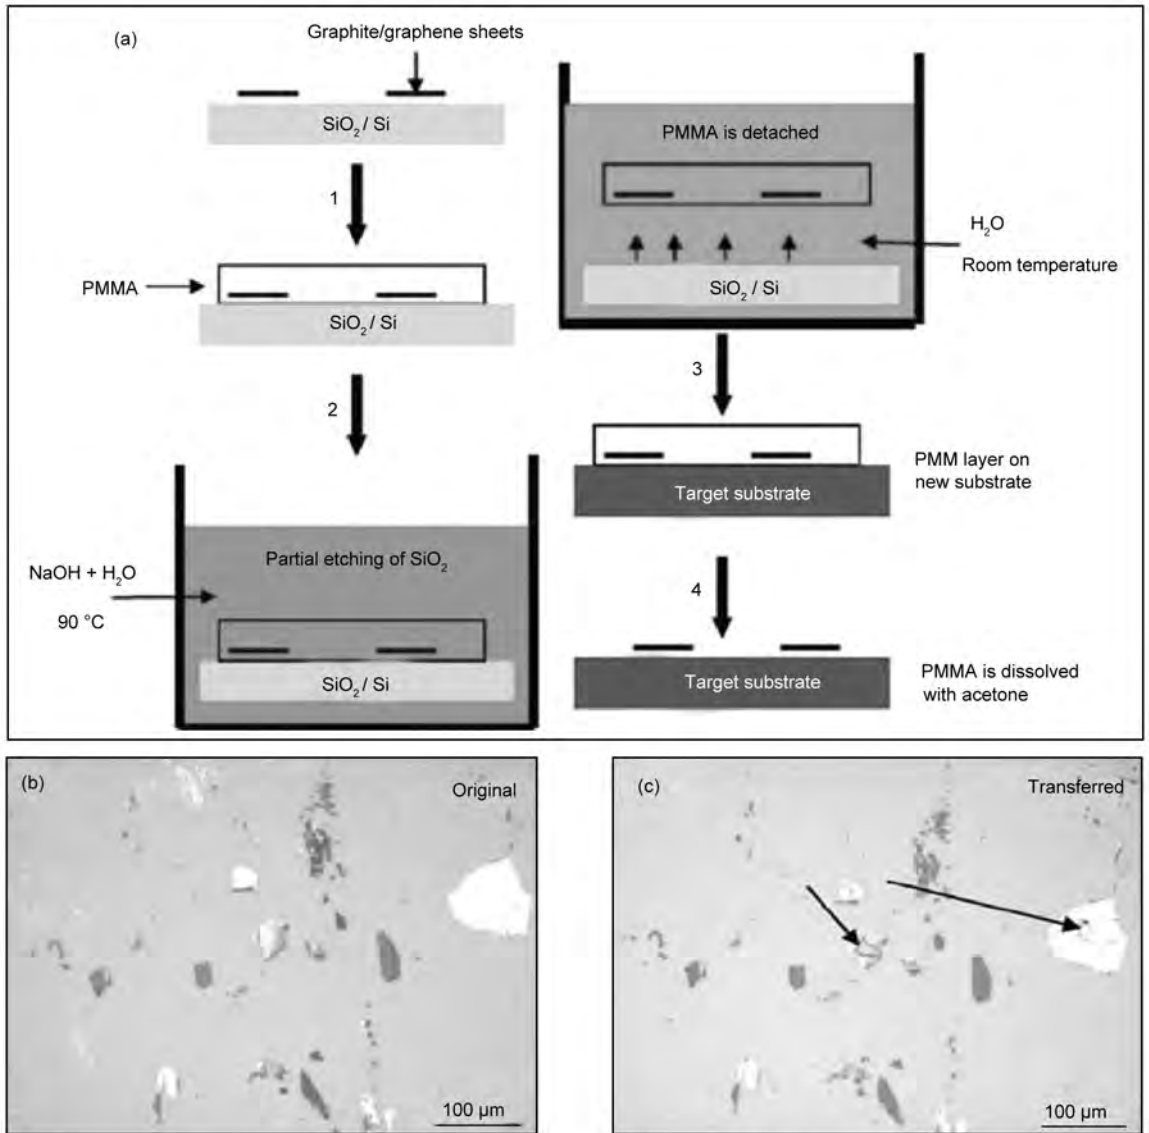 (a)
Graphite/graphene sheets
SiO₂ / Si
1
PMMA
SiO₂ / Si
2
NaOH + H₂O
90 °C
Partial etching of SiO₂
SiO₂ / Si
PMMA is detached
H₂O
Room temperature
SiO₂ / Si
3
PMM layer on
new substrate
Target substrate
4
Target substrate
PMMA is dissolved
with acetone
(b)
Original
100 µm
(c)
Transferred
100 µm